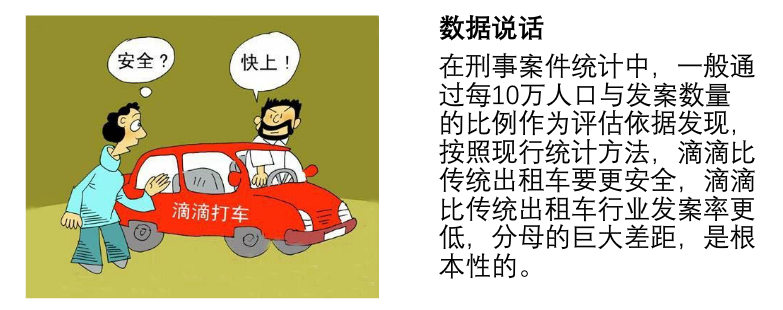 安全？
快上！
滴滴打车
数据说话
在刑事案件统计中，一般通
过每10万人口与发案数量
的比例作为评估依据发现，
按照现行统计方法，滴滴比
传统出租车要更安全，滴滴
比传统出租车行业发案率更
低，分母的巨大差距，是根
本性的。